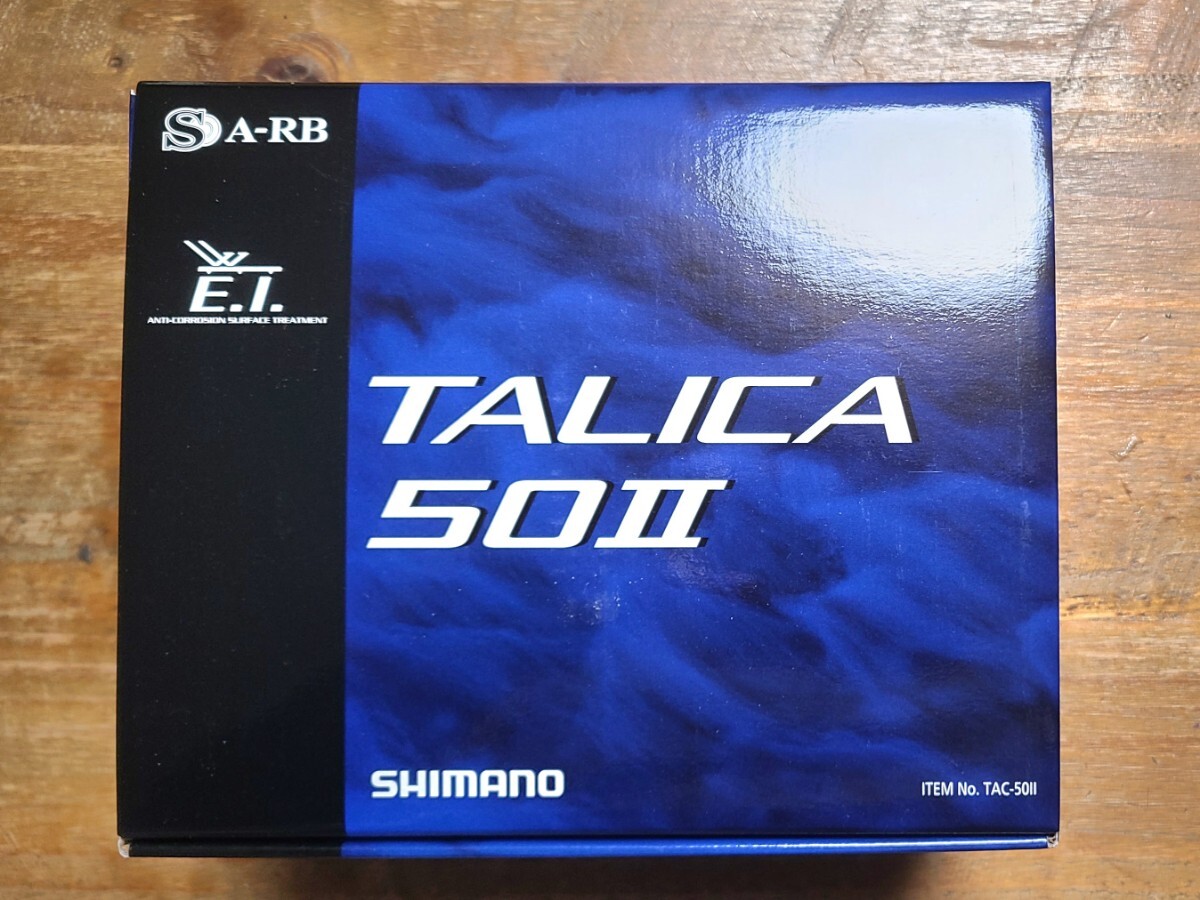 S A-RB
E.I.
ANTI-CORROSION SURFACE TREATMENT
TALICA
50II
SHIMANO
ITEM No. TAC-50II